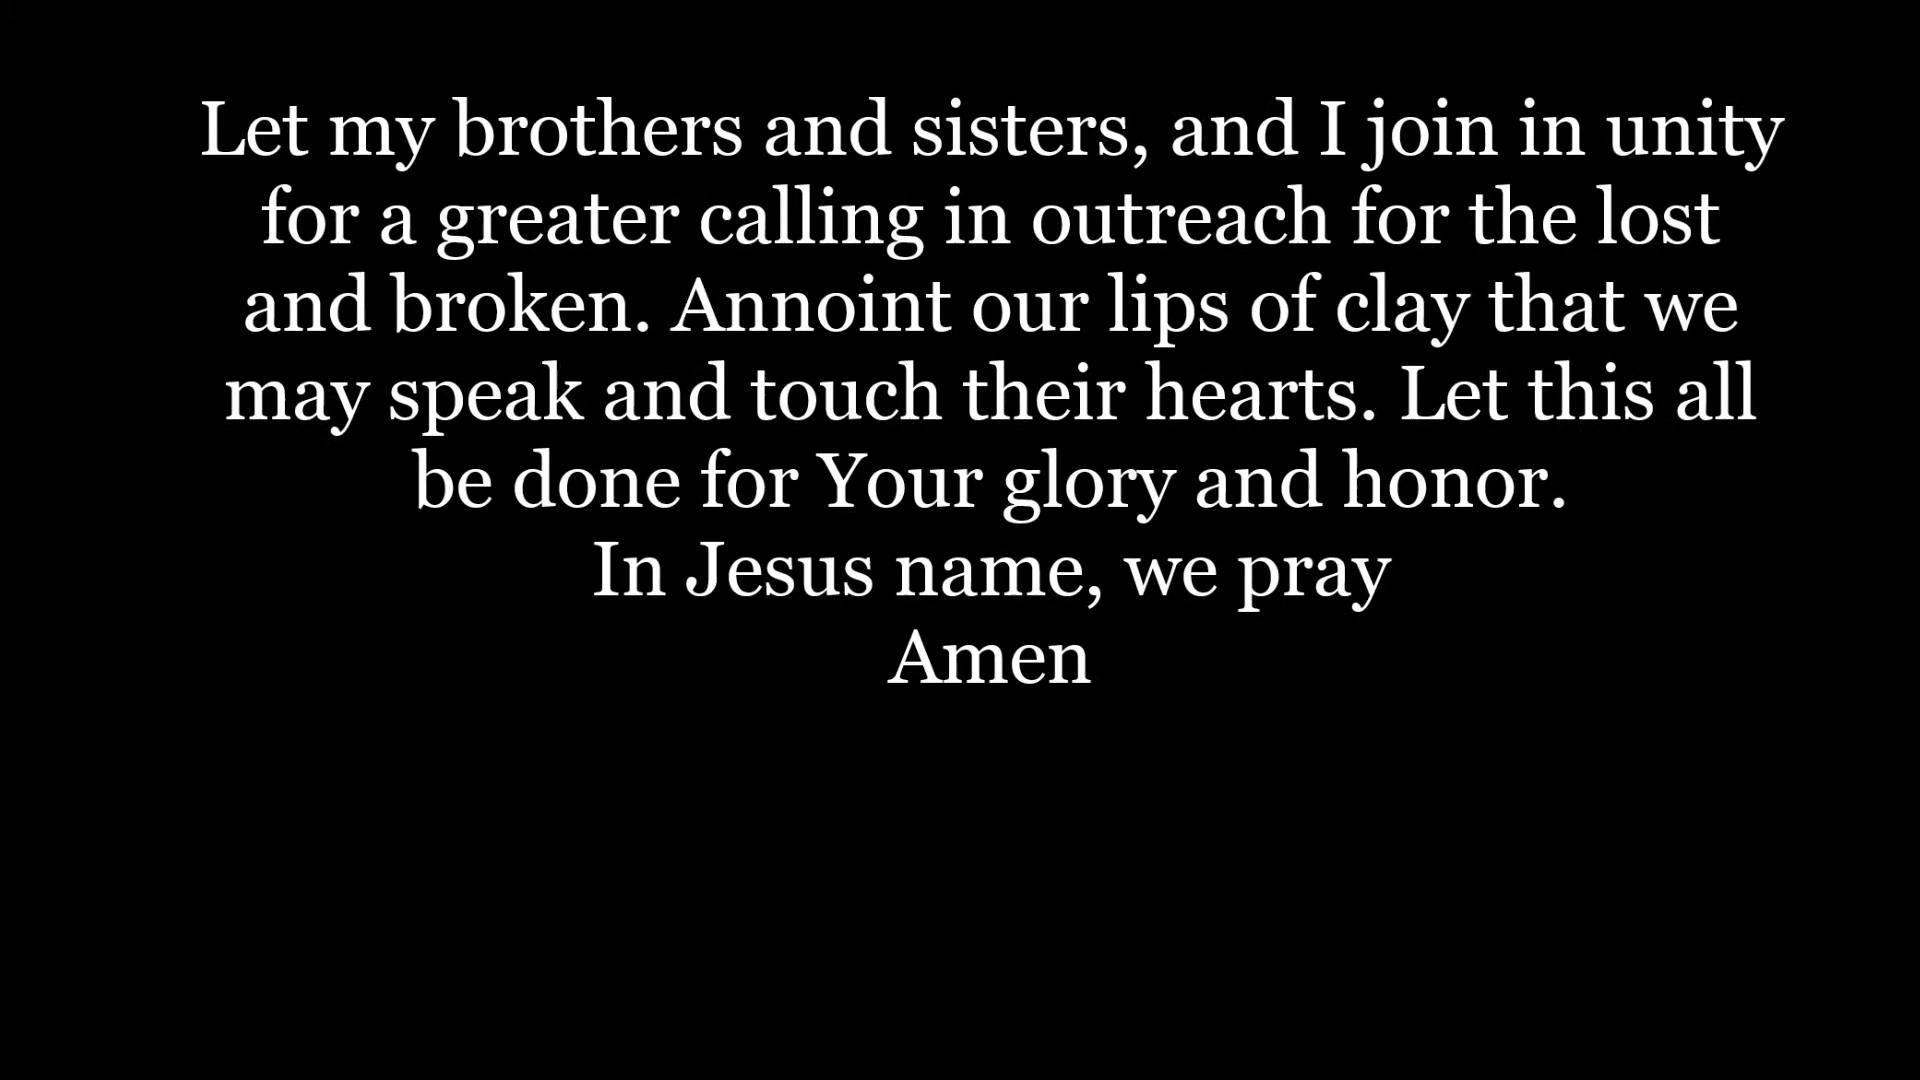 Let my brothers and sisters, and I join in unity
for a greater calling in outreach for the lost
and broken. Annoint our lips of clay that we
may speak and touch their hearts. Let this all
be done for Your glory and honor.
In Jesus name, we pray
Amen